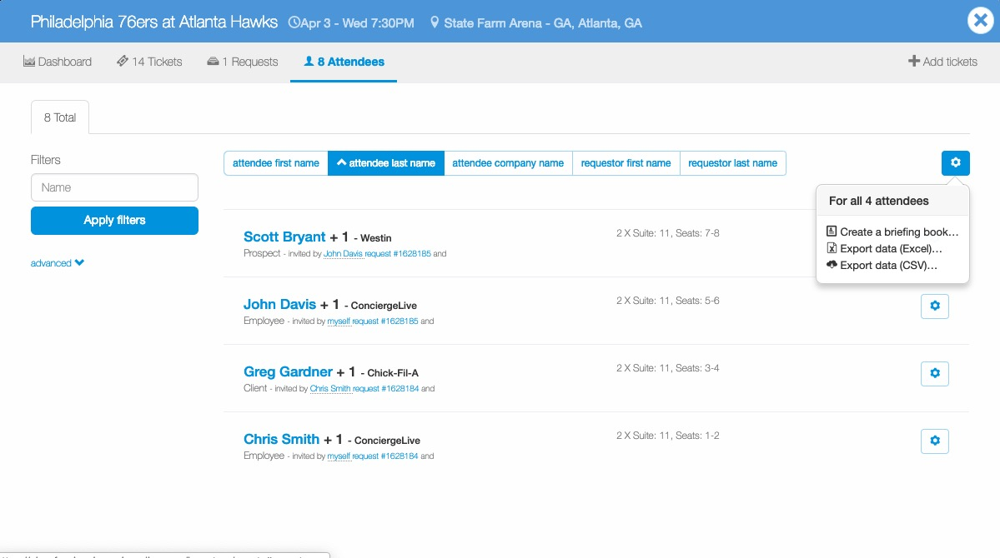 Philadelphia 76ers at Atlanta Hawks Apr 3 - Wed 7:30PM State Farm Arena - GA, Atlanta, GA
Dashboard 14 Tickets 1 Requests 8 Attendees Add tickets
8 Total
Filters
Name
Apply filters
advanced
attendee first name attendee last name attendee company name requestor first name requestor last name
For all 4 attendees
Create a briefing book...
Export data (Excel)...
Export data (CSV)...
Scott Bryant + 1 - Westin 2 X Suite: 11, Seats: 7-8
Prospect - invited by John Davis request #1628185 and
John Davis + 1 - ConciergeLive 2 X Suite: 11, Seats: 5-6
Employee - invited by myself request #1628185 and
Greg Gardner + 1 - Chick-Fil-A 2 X Suite: 11, Seats: 3-4
Client - invited by Chris Smith request #1628184 and
Chris Smith + 1 - ConciergeLive 2 X Suite: 11, Seats: 1-2
Employee - invited by myself request #1628184 and